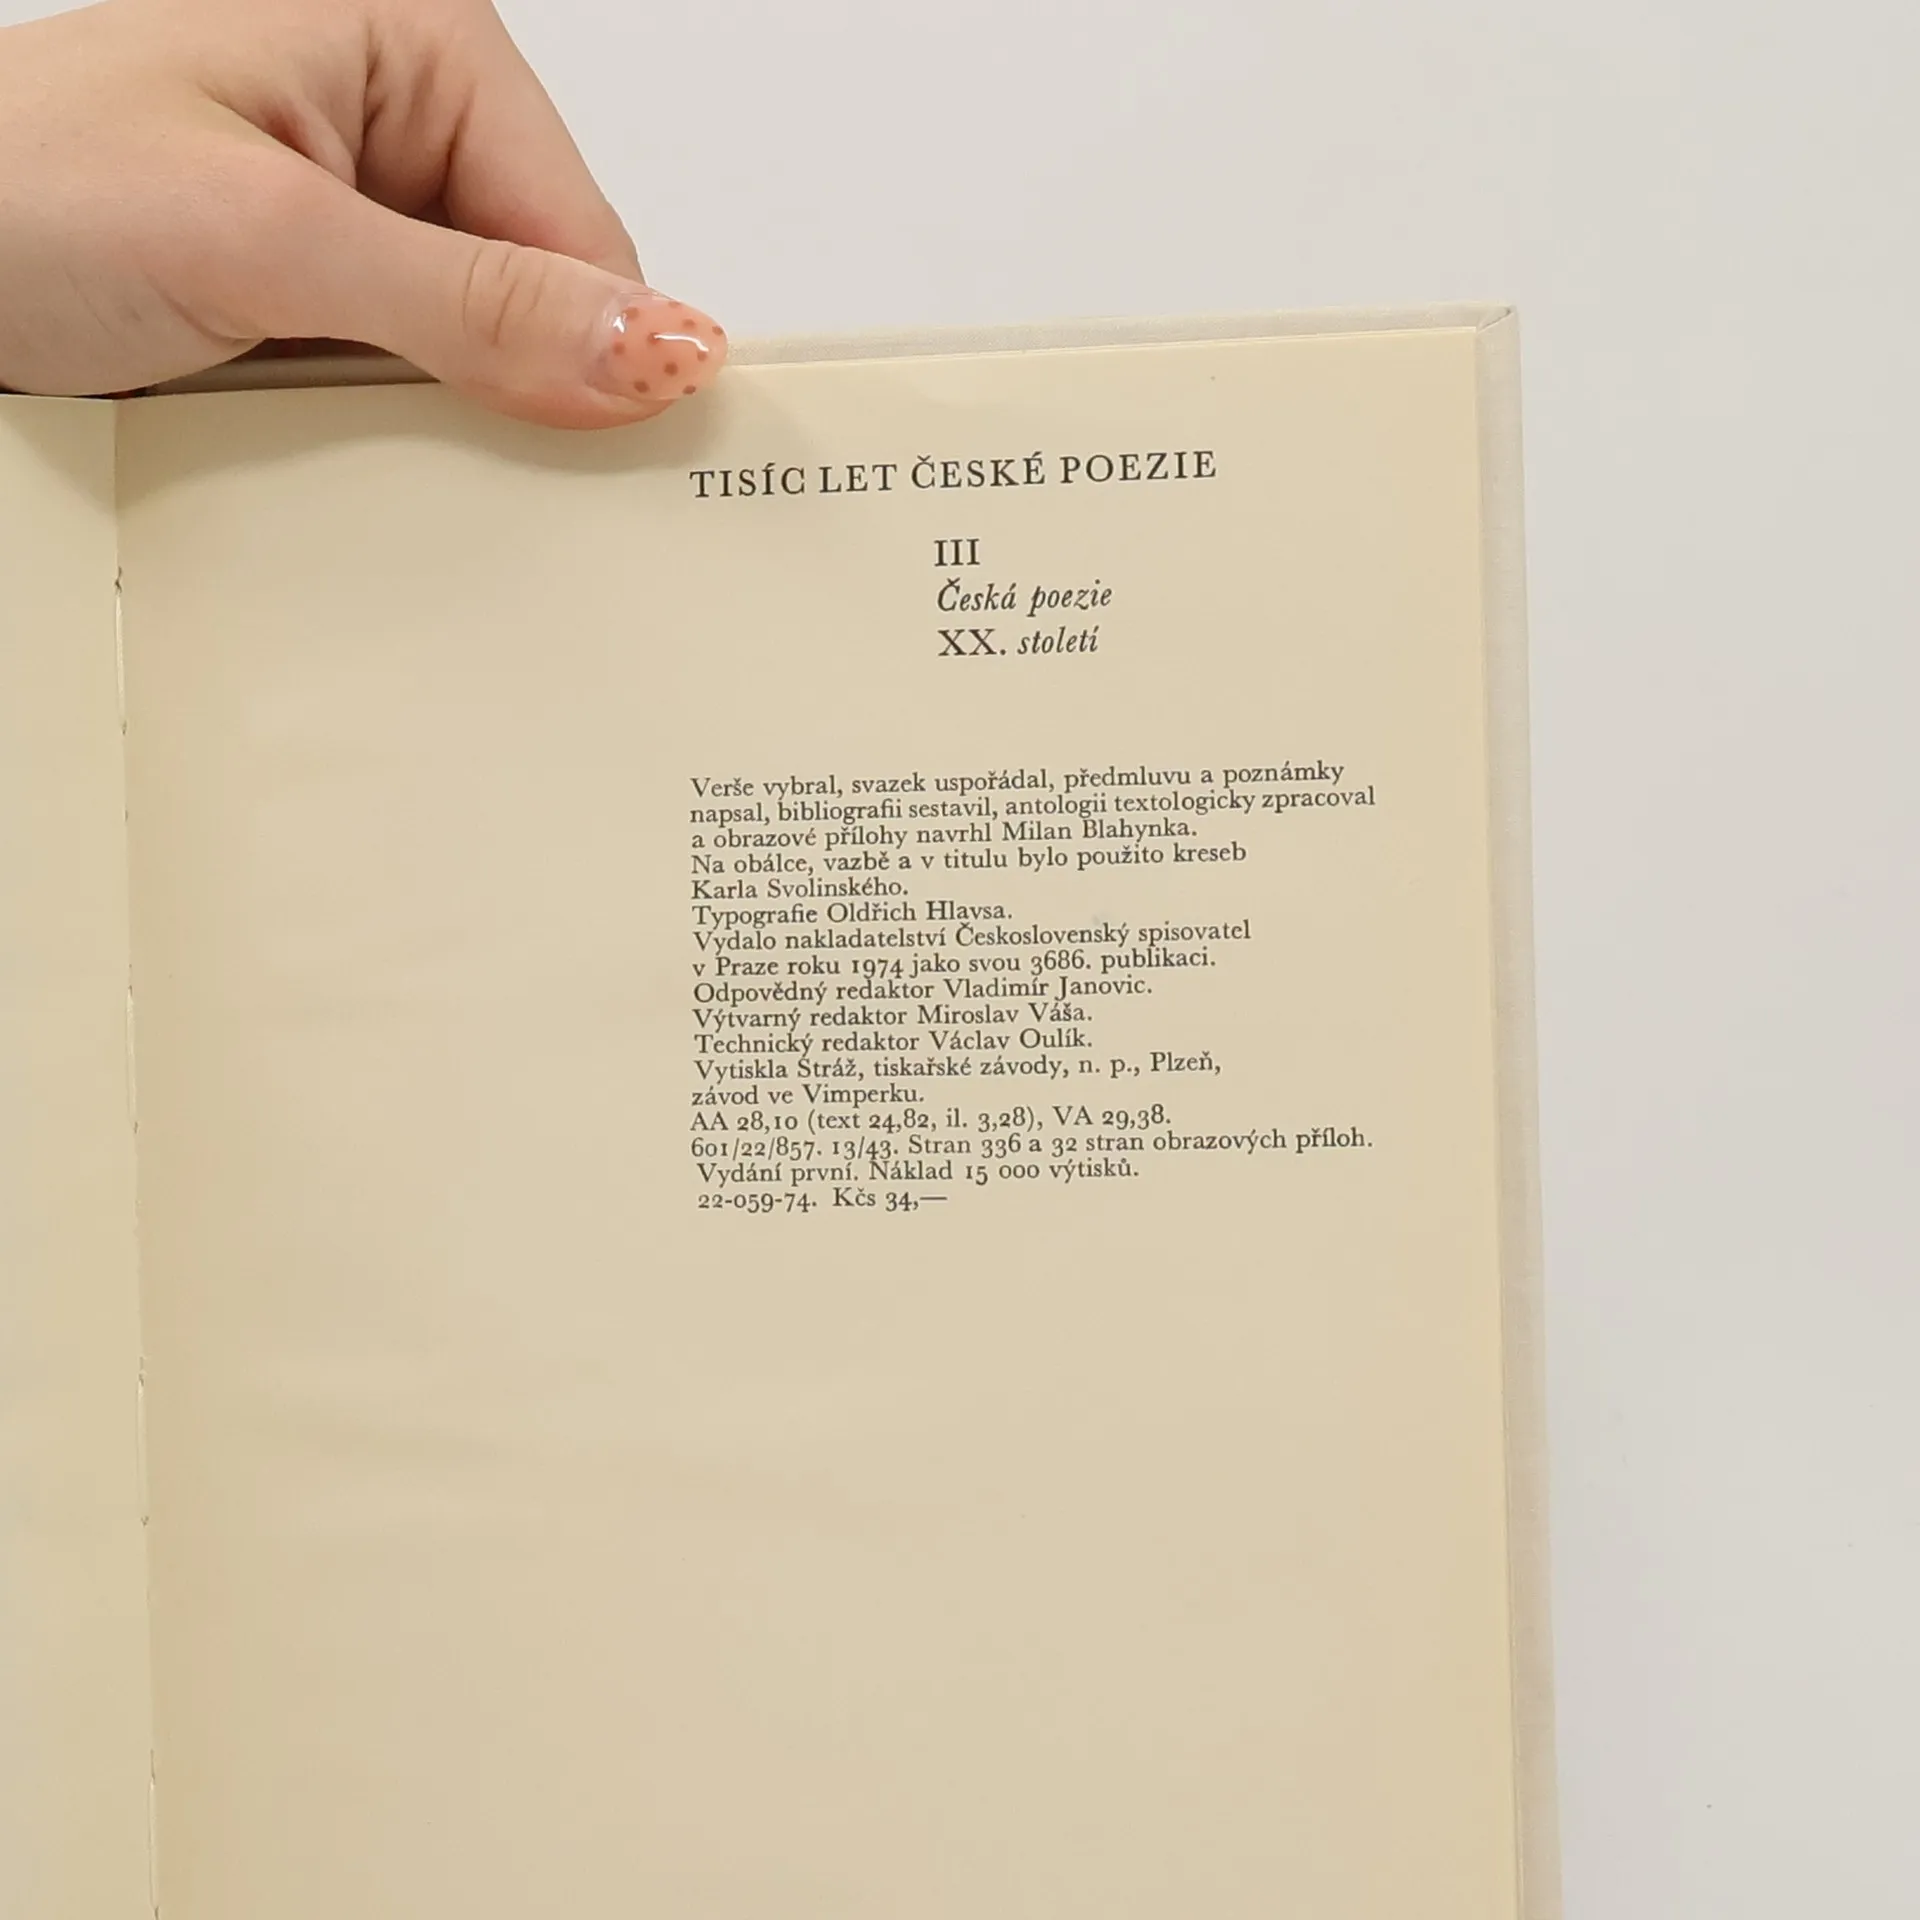 TISÍC LET ČESKÉ POEZIE
III
Česká poezie
XX. století
Verše vybral, svazek uspořádal, předmluvu a poznámky
napsal, bibliografii sestavil, antologii textologicky zpracoval
a obrazové přílohy navrhl Milan Blahynka.
Na obálce, vazbě a v titulu bylo použito kreseb
Karla Svolinského.
Typografie Oldřich Hlavsa.
Vydalo nakladatelství Československý spisovatel
v Praze roku 1974 jako svou 3686. publikaci.
Odpovědný redaktor Vladimír Janovic.
Výtvarný redaktor Miroslav Váša.
Technický redaktor Václav Oulík.
Vytiskla Stráž, tiskařské závody, n. p., Plzeň,
závod ve Vimperku.
AA 28,10 (text 24,82, il. 3,28), VA 29,38.
601/22/857. 13/43. Stran 336 a 32 stran obrazových příloh.
Vydání první. Náklad 15 000 výtisků.
22-059-74. Kčs 34,—